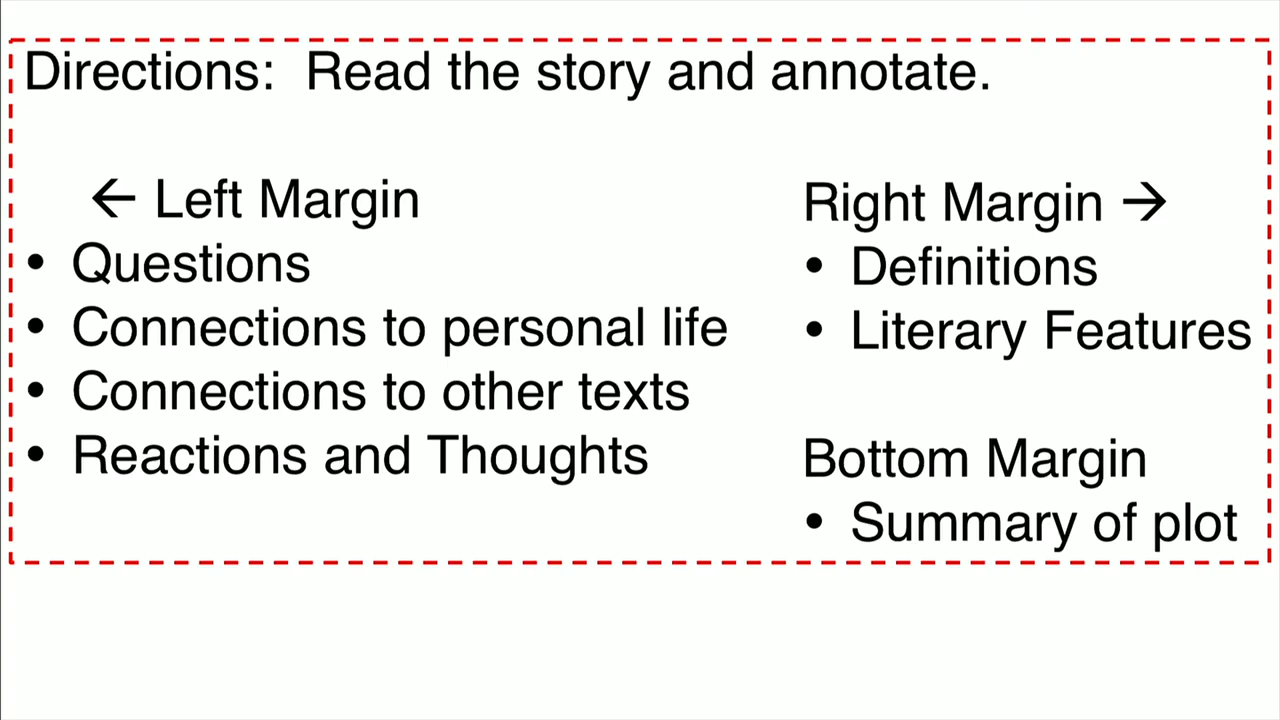 Directions:  Read the story and annotate.
← Left Margin
• Questions
• Connections to personal life
• Connections to other texts
• Reactions and Thoughts
Right Margin →
• Definitions
• Literary Features
Bottom Margin
• Summary of plot